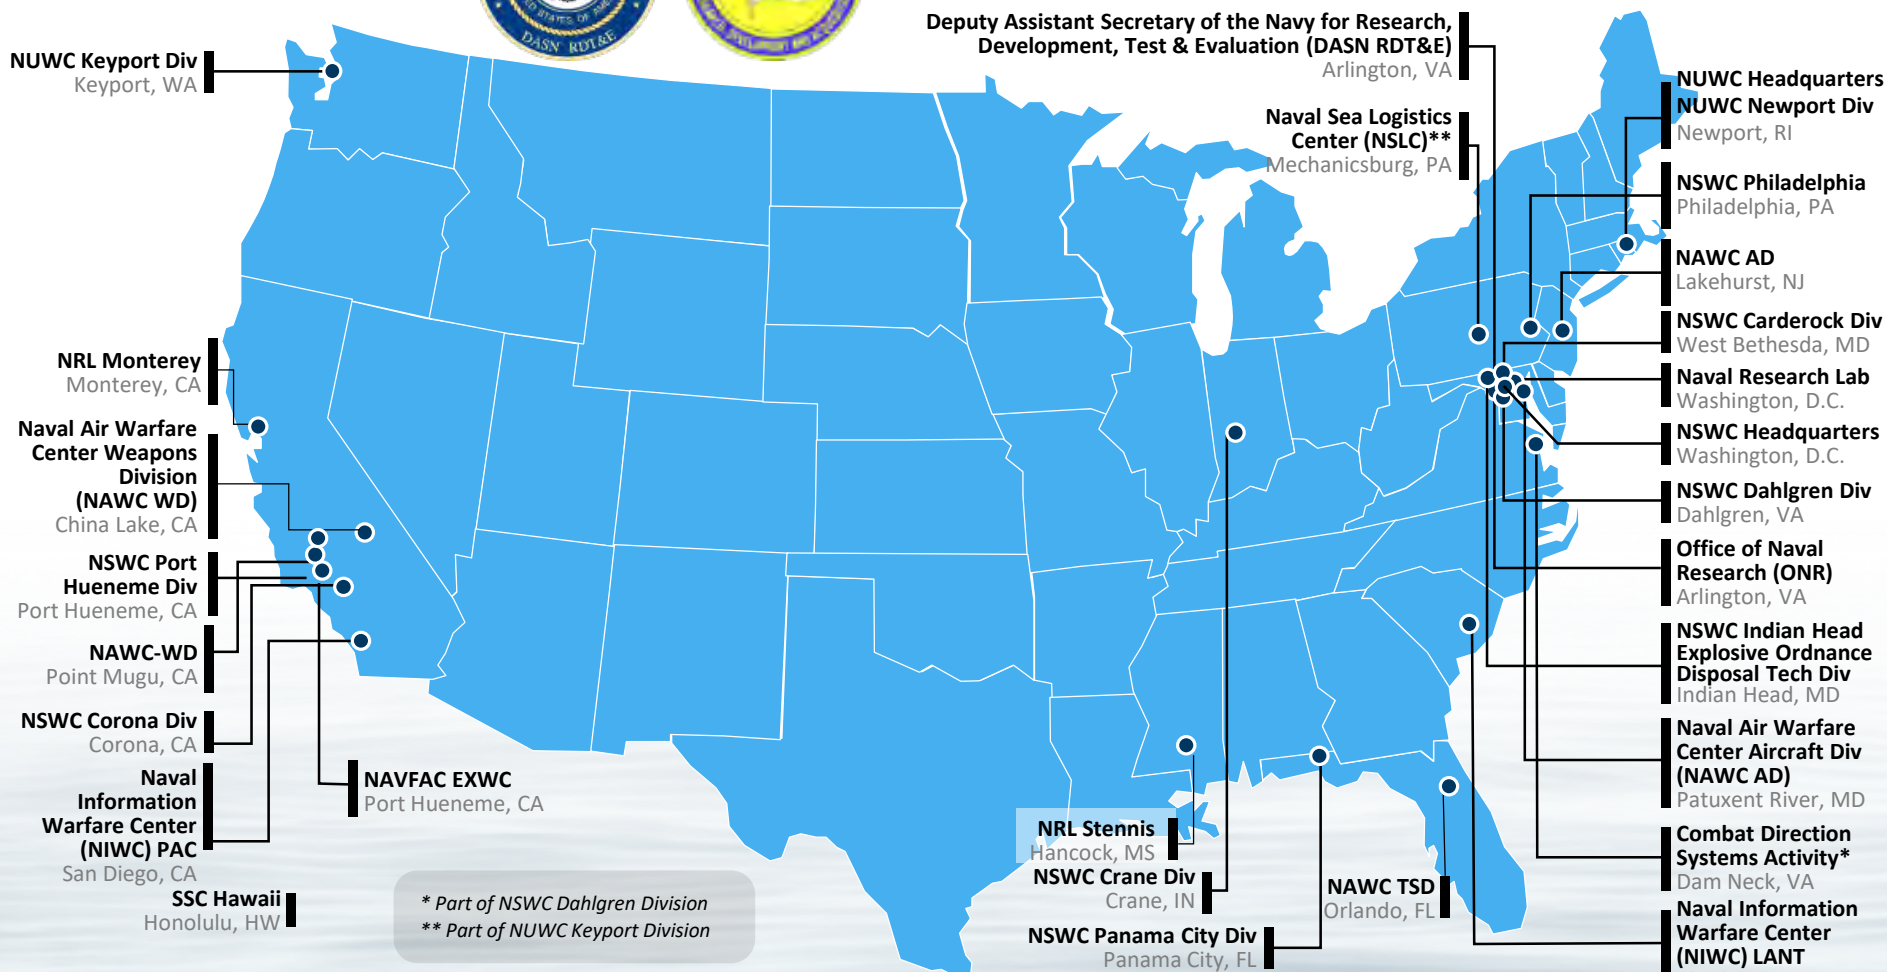 UNITED STATES OF AMERICA
DASN RDT&E
NUWC Keyport Div
Keyport, WA
Deputy Assistant Secretary of the Navy for Research,
Development, Test & Evaluation (DASN RDT&E)
Arlington, VA
Naval Sea Logistics
Center (NSLC)**
Mechanicsburg, PA
NUWC Headquarters
NUWC Newport Div
Newport, RI
NSWC Philadelphia
Philadelphia, PA
NAWC AD
Lakehurst, NJ
NSWC Carderock Div
West Bethesda, MD
Naval Research Lab
Washington, D.C.
NSWC Headquarters
Washington, D.C.
NSWC Dahlgren Div
Dahlgren, VA
Office of Naval
Research (ONR)
Arlington, VA
NSWC Indian Head
Explosive Ordnance
Disposal Tech Div
Indian Head, MD
Naval Air Warfare
Center Aircraft Div
(NAWC AD)
Patuxent River, MD
Combat Direction
Systems Activity*
Dam Neck, VA
Naval Information
Warfare Center
(NIWC) LANT
NRL Monterey
Monterey, CA
Naval Air Warfare
Center Weapons
Division
(NAWC WD)
China Lake, CA
NSWC Port
Hueneme Div
Port Hueneme, CA
NAWC-WD
Point Mugu, CA
NSWC Corona Div
Corona, CA
Naval
Information
Warfare Center
(NIWC) PAC
San Diego, CA
SSC Hawaii
Honolulu, HW
NAVFAC EXWC
Port Hueneme, CA
* Part of NSWC Dahlgren Division
** Part of NUWC Keyport Division
NRL Stennis
Hancock, MS
NSWC Crane Div
Crane, IN
NSWC Panama City Div
Panama City, FL
NAWC TSD
Orlando, FL